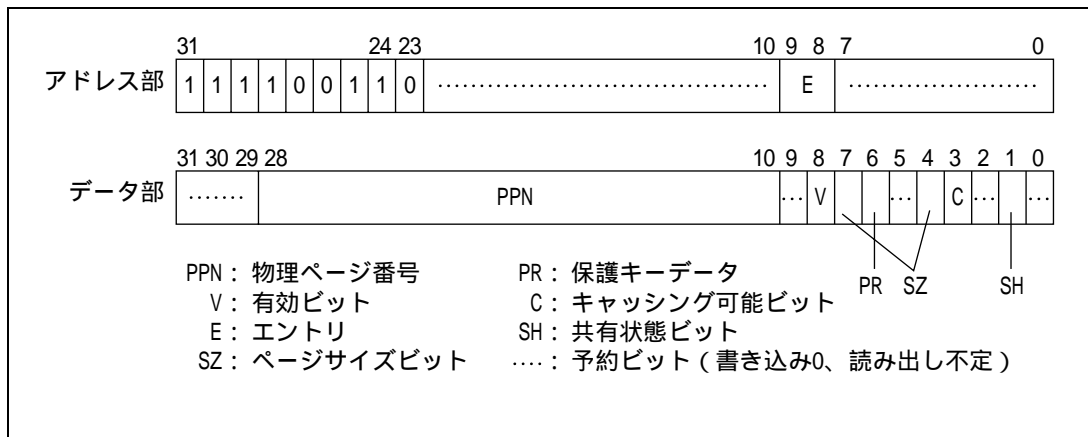 31 24 23 10 9 8 7 0
アドレス部 1 1 1 1 0 0 1 1 0 ………………………………… E ……………………
31 30 29 28 10 9 8 7 6 5 4 3 2 1 0
データ部 ……. PPN … V … C … …
PR SZ SH
PPN： 物理ページ番号 PR： 保護キーデータ
V： 有効ビット C： キャッシング可能ビット
E： エントリ SH： 共有状態ビット
SZ： ページサイズビット ‥‥： 予約ビット（書き込み0、読み出し不定）